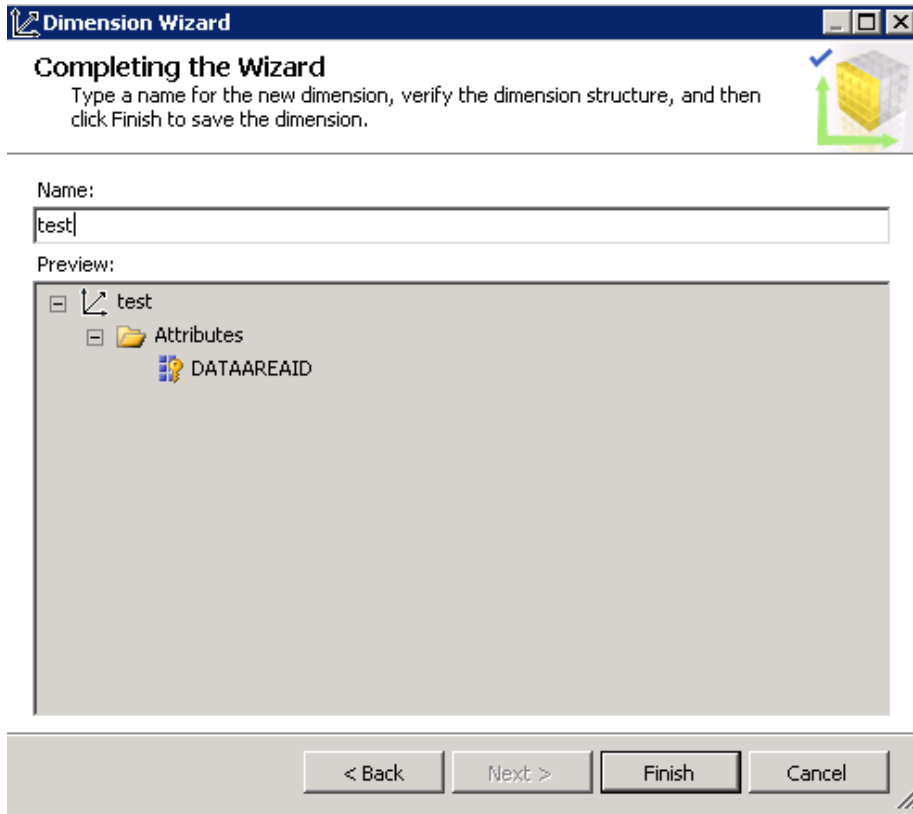 Dimension Wizard
Completing the Wizard
Type a name for the new dimension, verify the dimension structure, and then
click Finish to save the dimension.
Name:
test
Preview:
test
Attributes
DATAAREAID
< Back
Next >
Finish
Cancel